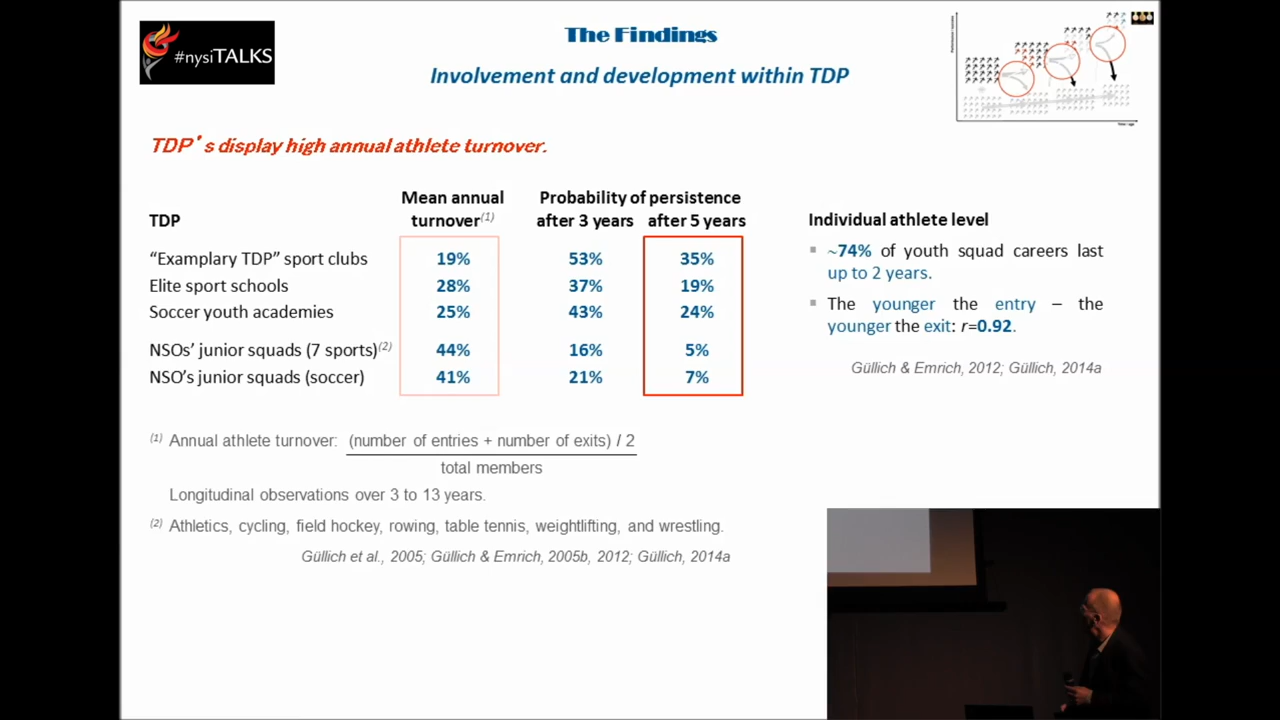 #nysiTALKS
The Findings
Involvement and development within TDP
TDP's display high annual athlete turnover.
TDP Mean annual turnover(1) Probability of persistence after 3 years after 5 years
“Examplary TDP” sport clubs 19% 53% 35%
Elite sport schools 28% 37% 19%
Soccer youth academies 25% 43% 24%
NSOs’ junior squads (7 sports)(2) 44% 16% 5%
NSO’s junior squads (soccer) 41% 21% 7%
(1) Annual athlete turnover: (number of entries + number of exits) / 2
total members
Longitudinal observations over 3 to 13 years.
(2) Athletics, cycling, field hockey, rowing, table tennis, weightlifting, and wrestling.
Güllich et al., 2005; Güllich & Emrich, 2005b, 2012; Güllich, 2014a
Individual athlete level
~74% of youth squad careers last
up to 2 years.
The younger the entry – the
younger the exit: r=0.92.
Güllich & Emrich, 2012; Güllich, 2014a